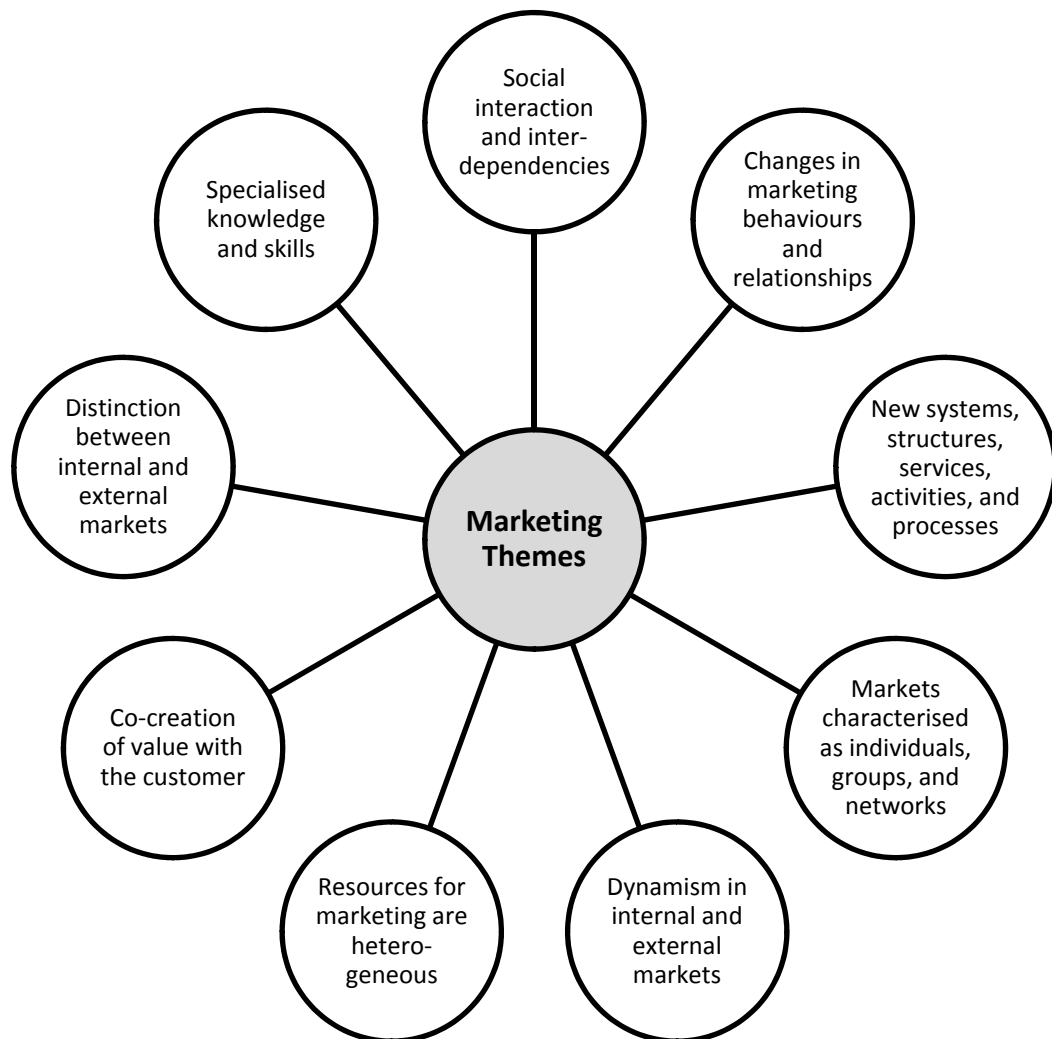 Social
interaction
and inter-
dependencies
Changes in
marketing
behaviours
and
relationships
New systems,
structures,
services,
activities, and
processes
Markets
characterised
as individuals,
groups, and
networks
Dynamism in
internal and
external
markets
Resources for
marketing are
hetero-
geneous
Co-creation
of value with
the customer
Distinction
between
internal and
external
markets
Specialised
knowledge
and skills
Marketing
Themes